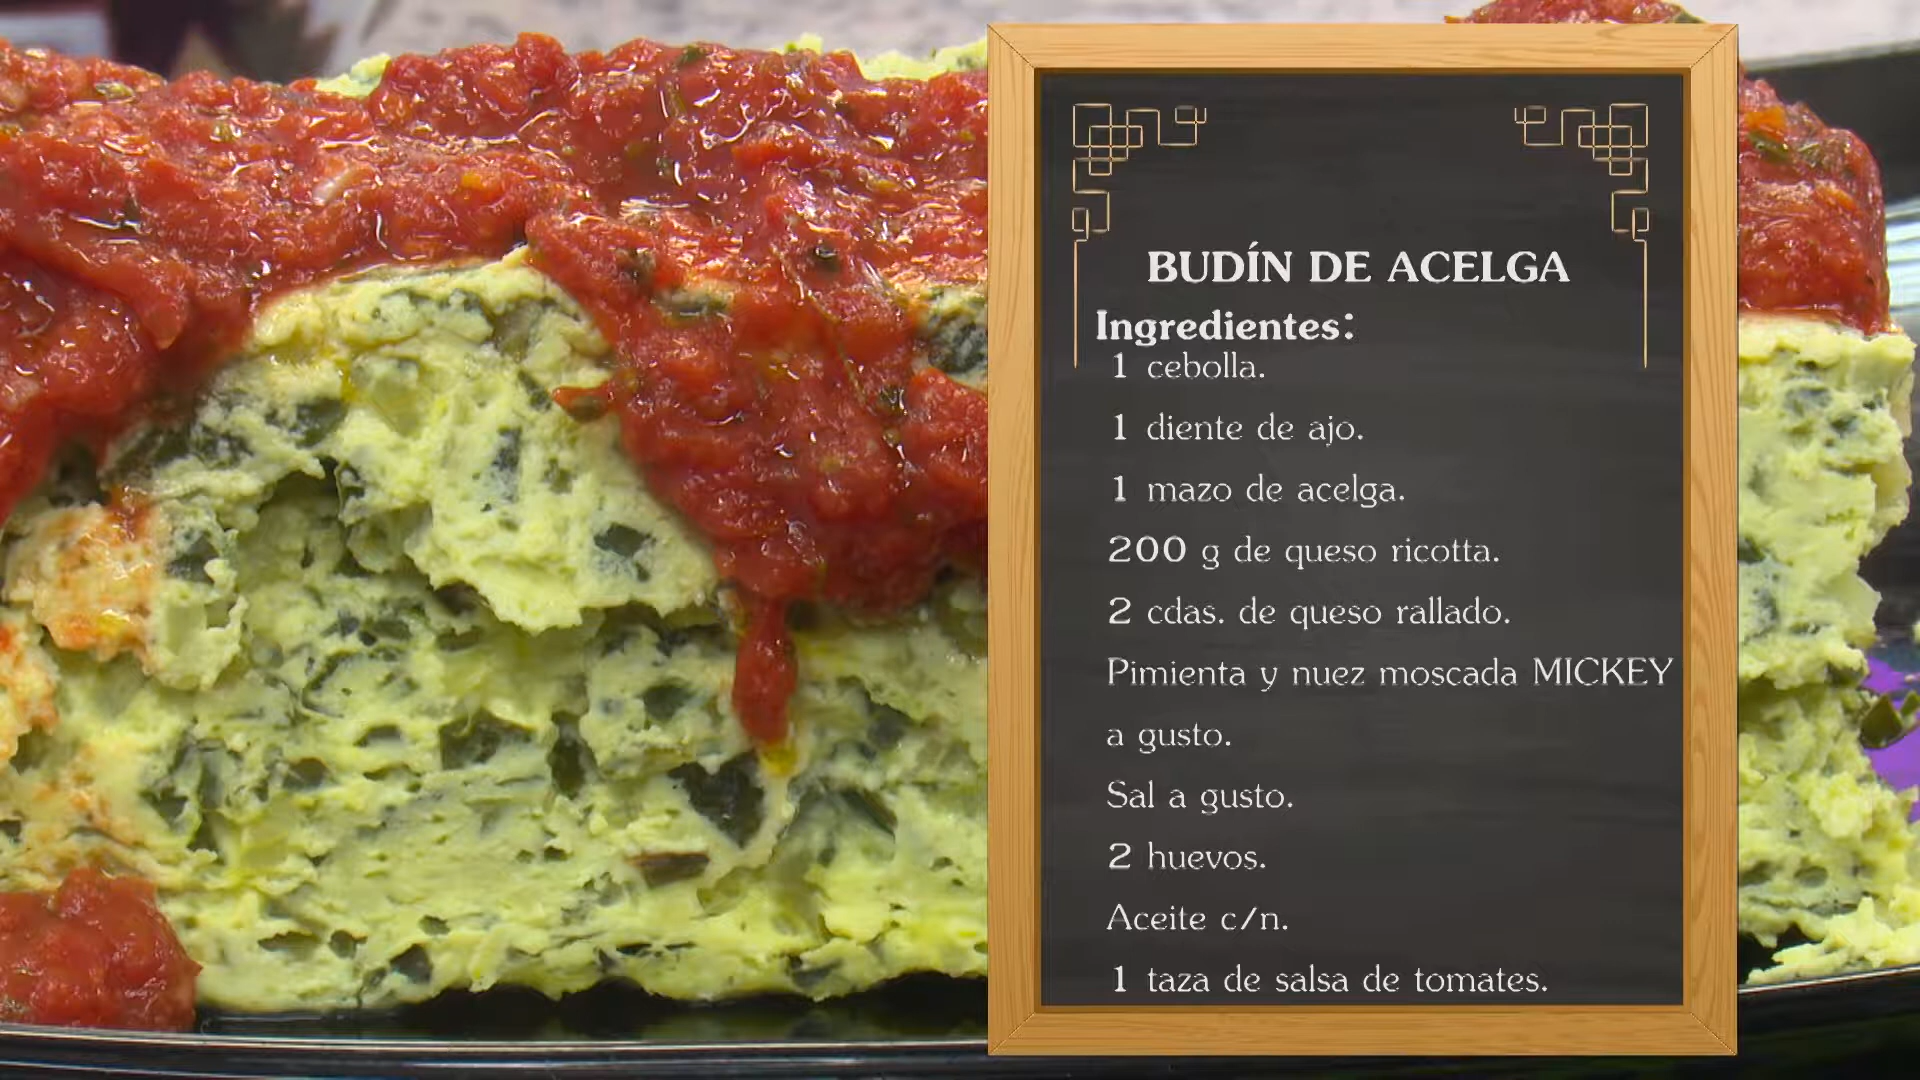 BUDÍN DE ACELGA
Ingredientes:
1 cebolla.
1 diente de ajo.
1 mazo de acelga.
200 g de queso ricotta.
2 cdas. de queso rallado.
Pimienta y nuez moscada MICKEY
a gusto.
Sal a gusto.
2 huevos.
Aceite c/n.
1 taza de salsa de tomates.